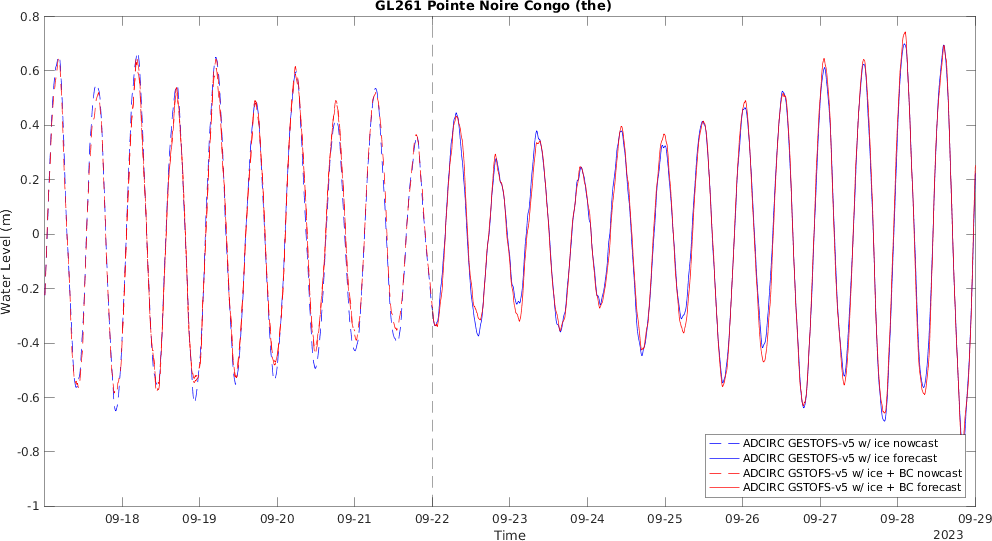 GL261 Pointe Noire Congo (the)
0.8
0.6
0.4
0.2
0
-0.2
-0.4
-0.6
-0.8
-1
Water Level (m)
ADCIRC GESTOFS-v5 w/ ice nowcast
ADCIRC GESTOFS-v5 w/ ice forecast
ADCIRC GSTOFS-v5 w/ ice + BC nowcast
ADCIRC GSTOFS-v5 w/ ice + BC forecast
09-18 09-19 09-20 09-21 09-22 09-23 09-24 09-25 09-26 09-27 09-28 09-29
Time
2023